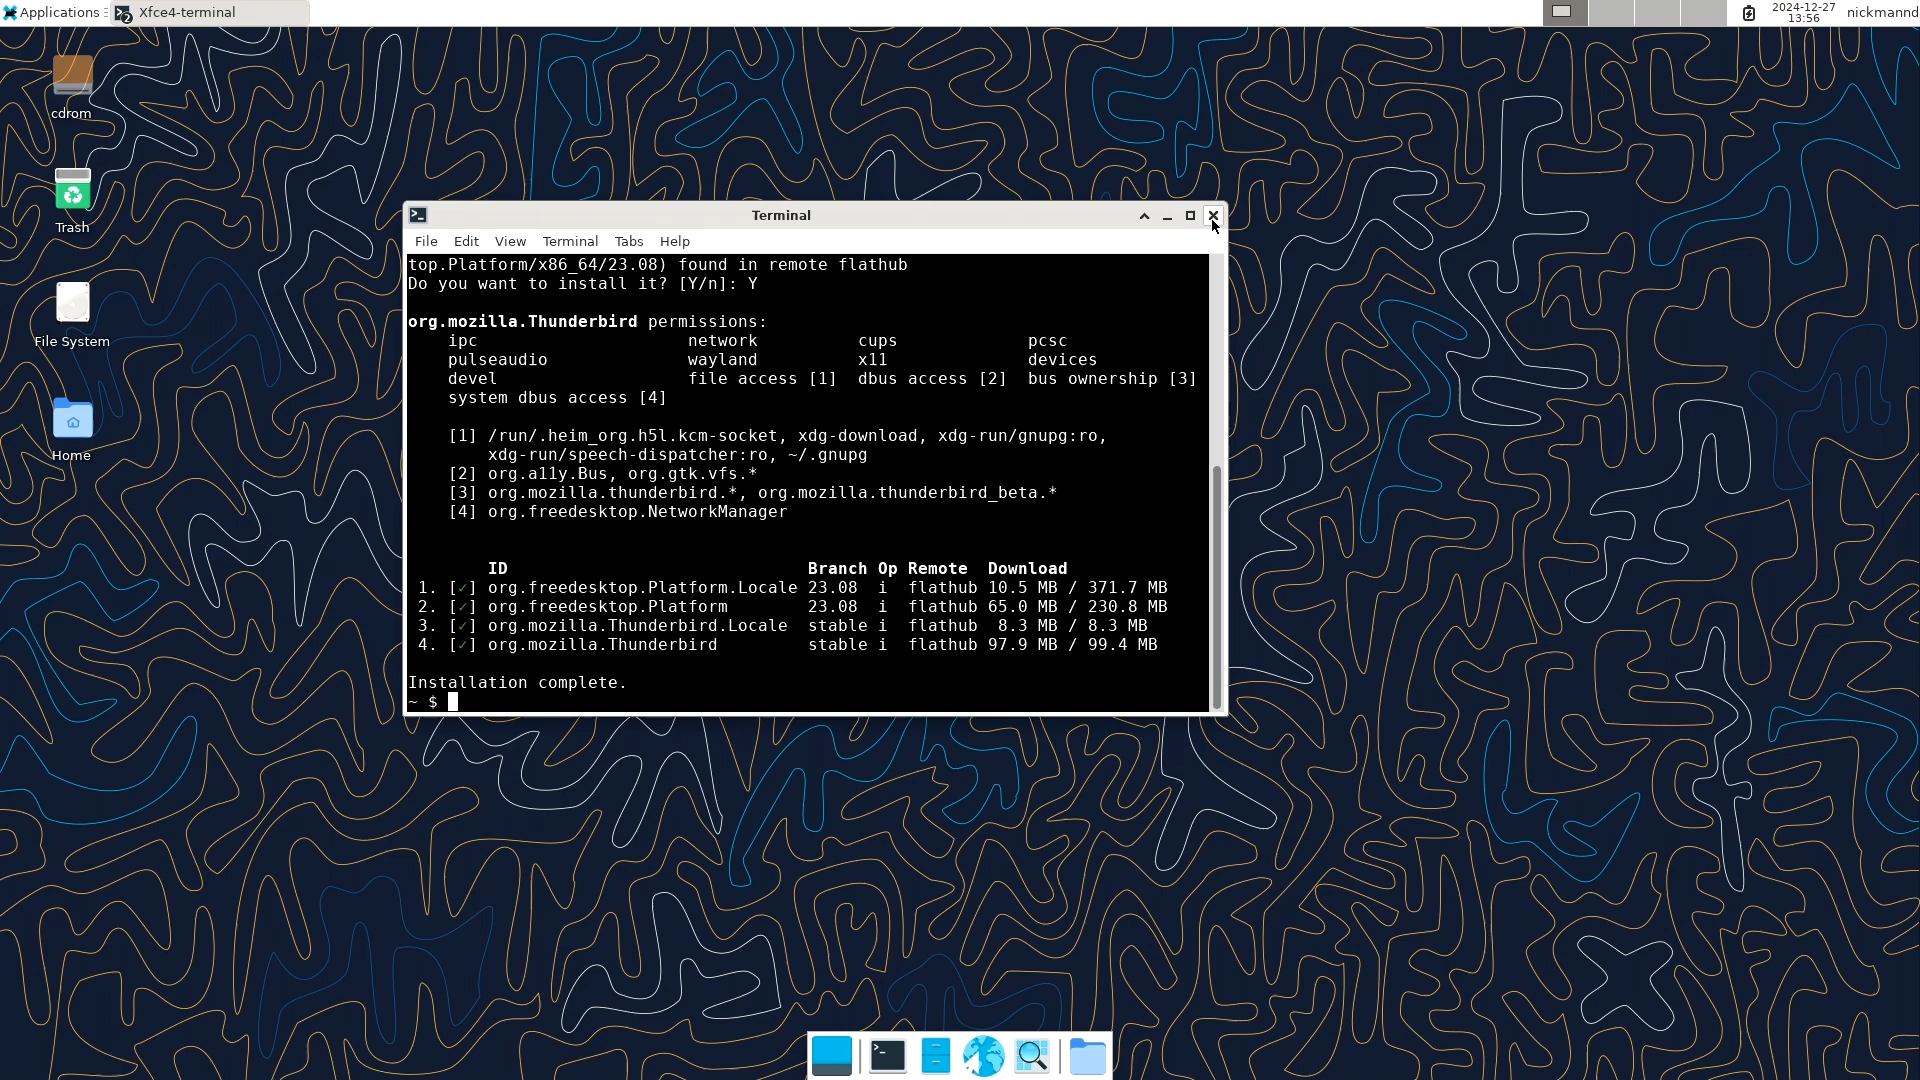 Applications
Xfce4-terminal
2
2024-12-27
13:56
nickmannd
cdrom
Trash
File System
Home
Terminal
File Edit View Terminal Tabs Help
top.Platform/x86_64/23.08) found in remote flathub
Do you want to install it? [Y/n]: Y
org.mozilla.Thunderbird permissions:
ipc network cups pcsc
pulseaudio wayland x11 devices
devel file access [1] dbus access [2] bus ownership [3]
system dbus access [4]
[1] /run/.heim_org.h5l.kcm-socket, xdg-download, xdg-run/gnupg:ro,
xdg-run/speech-dispatcher:ro, ~/.gnupg
[2] org.a11y.Bus, org.gtk.vfs.*
[3] org.mozilla.thunderbird.*, org.mozilla.thunderbird_beta.*
[4] org.freedesktop.NetworkManager
ID Branch Op Remote Download
1. [✓] org.freedesktop.Platform.Locale 23.08 i flathub 10.5 MB / 371.7 MB
2. [✓] org.freedesktop.Platform 23.08 i flathub 65.0 MB / 230.8 MB
3. [✓] org.mozilla.Thunderbird.Locale stable i flathub 8.3 MB / 8.3 MB
4. [✓] org.mozilla.Thunderbird stable i flathub 97.9 MB / 99.4 MB
Installation complete.
~ $